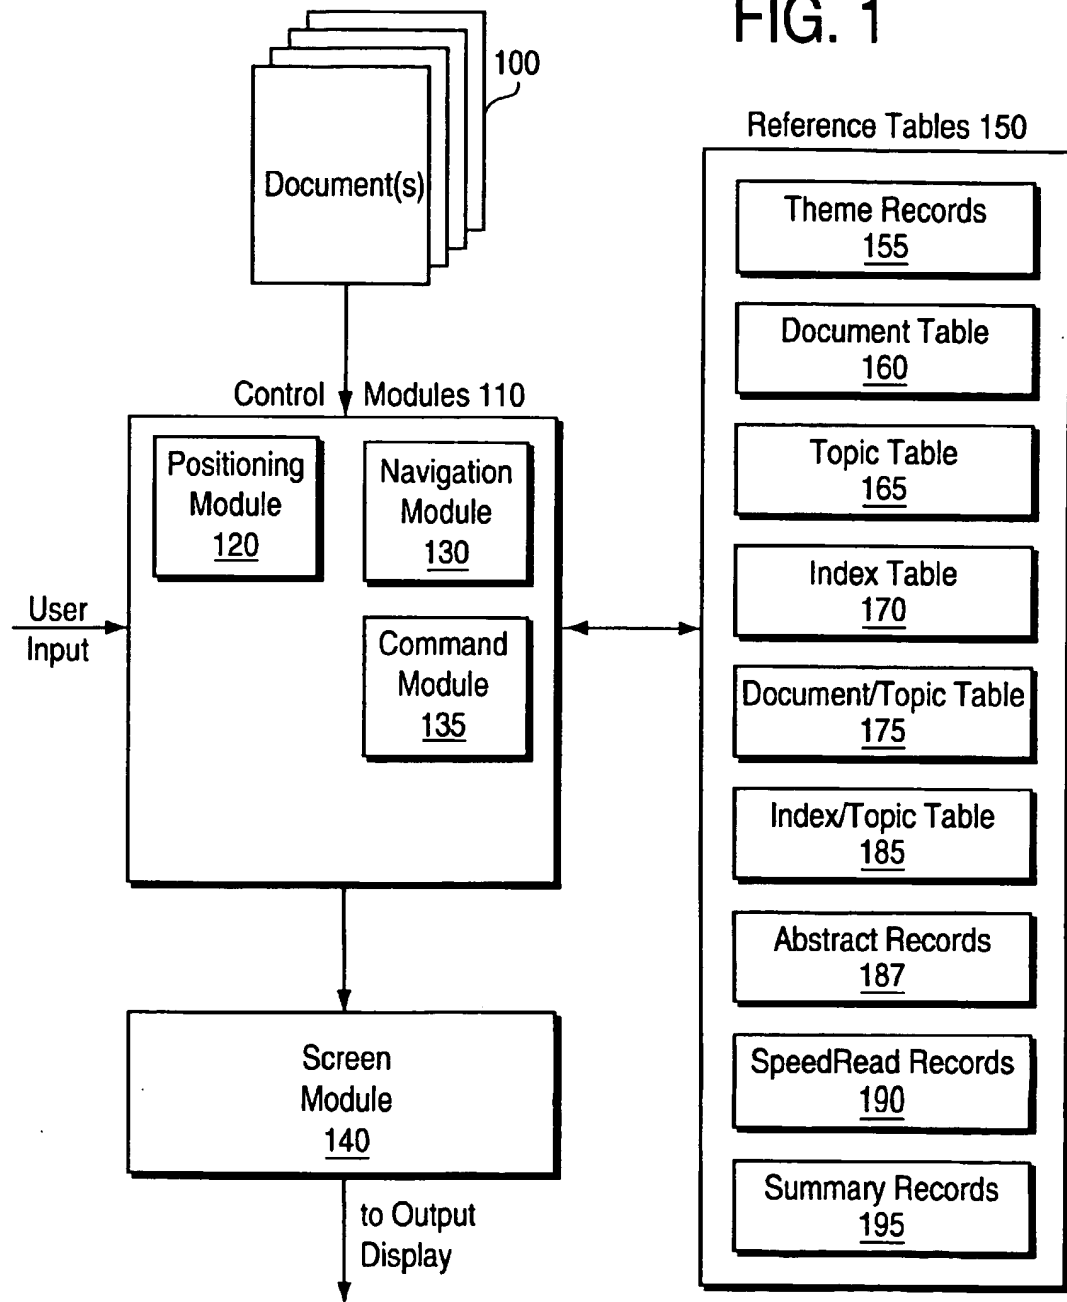 FIG. 1
100
Document(s)
Reference Tables 150
Theme Records
155
Document Table
160
Topic Table
165
Index Table
170
Document/Topic Table
175
Index/Topic Table
185
Abstract Records
187
SpeedRead Records
190
Summary Records
195
Control Modules 110
Positioning
Module
120
Navigation
Module
130
Command
Module
135
User
Input
Screen
Module
140
to Output
Display